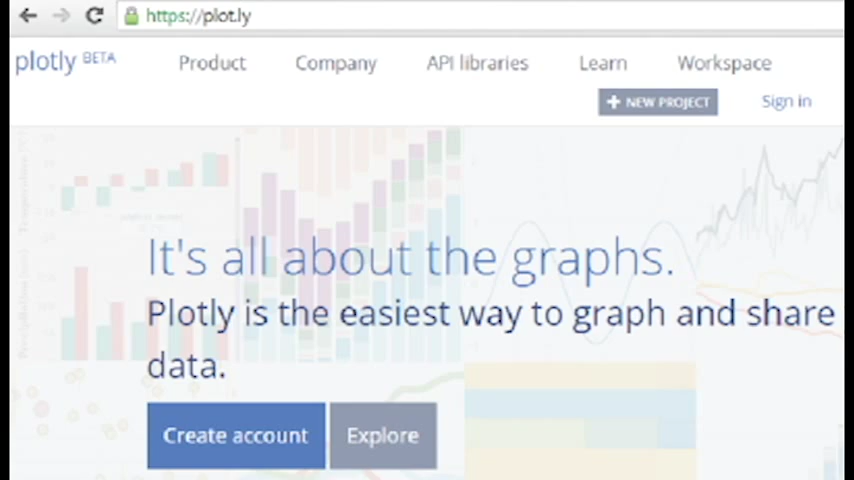 https://plot.ly
plotly BETA Product Company API libraries Learn Workspace
+ NEW PROJECT Sign in
It's all about the graphs.
Plotly is the easiest way to graph and share
data.
Create account Explore